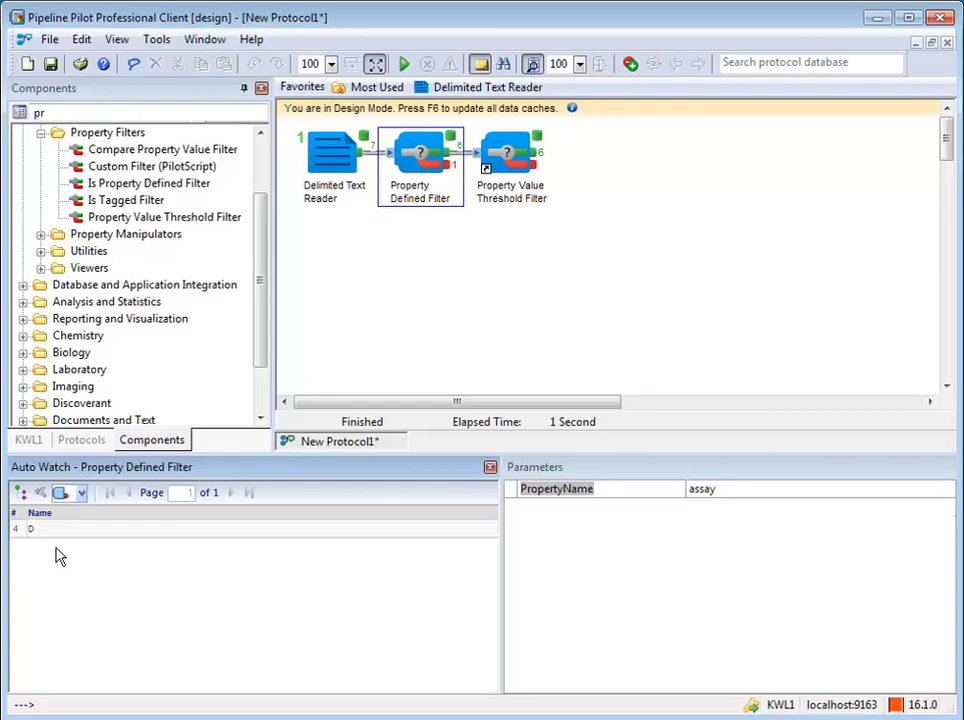 Pipeline Pilot Professional Client [design] - [New Protocol1*]
File Edit View Tools Window Help
100 100 Search protocol database
Components
Favorites Most Used Delimited Text Reader
pr
You are in Design Mode. Press F6 to update all data caches.
Property Filters
Compare Property Value Filter
Custom Filter (PilotScript)
Is Property Defined Filter
Is Tagged Filter
Property Value Threshold Filter
Property Manipulators
Utilities
Viewers
Database and Application Integration
Analysis and Statistics
Reporting and Visualization
Chemistry
Biology
Laboratory
Imaging
Discoverant
Documents and Text
1 7 6 1 6
Delimited Text
Reader
Property
Defined Filter
Property Value
Threshold Filter
Finished Elapsed Time: 1 Second
KWL1 Protocols Components
New Protocol1*
Auto Watch - Property Defined Filter
Page 1 of 1
# Name
4 D
Parameters
PropertyName assay
---> KWL1 localhost:9163 16.1.0